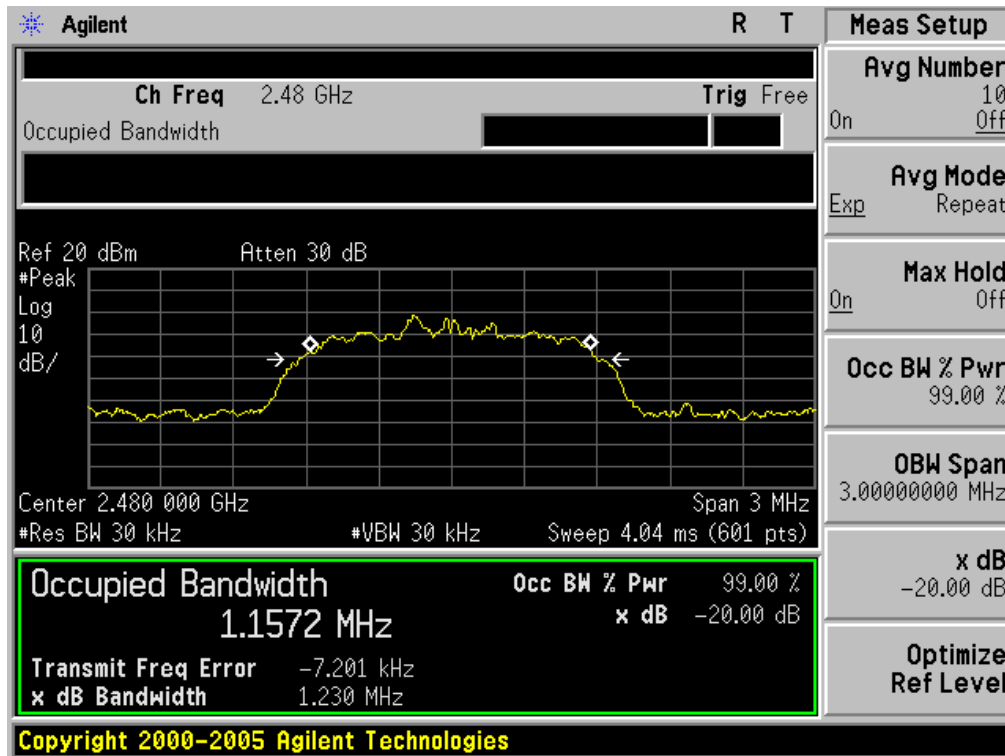 Agilent R T
Ch Freq 2.48 GHz Trig Free
Occupied Bandwidth
Ref 20 dBm Atten 30 dB
#Peak
Log
10
dB/
Center 2.480 000 GHz Span 3 MHz
#Res BW 30 kHz #VBW 30 kHz Sweep 4.04 ms (601 pts)
Occupied Bandwidth
1.1572 MHz
Occ BW % Pwr 99.00 %
x dB -20.00 dB
Transmit Freq Error -7.201 kHz
x dB Bandwidth 1.230 MHz
Copyright 2000-2005 Agilent Technologies
Meas Setup
Avg Number
10
On Off
Avg Mode
Exp Repeat
Max Hold
On Off
Occ BW % Pwr
99.00 %
OBW Span
3.00000000 MHz
x dB
-20.00 dB
Optimize
Ref Level